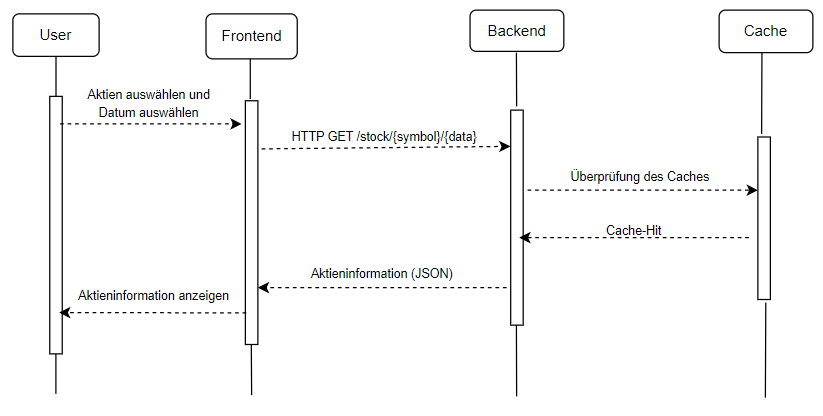 User
Frontend
Backend
Cache
Aktien auswählen und
Datum auswählen
HTTP GET /stock/{symbol}/{data}
Überprüfung des Caches
Cache-Hit
Aktieninformation (JSON)
Aktieninformation anzeigen